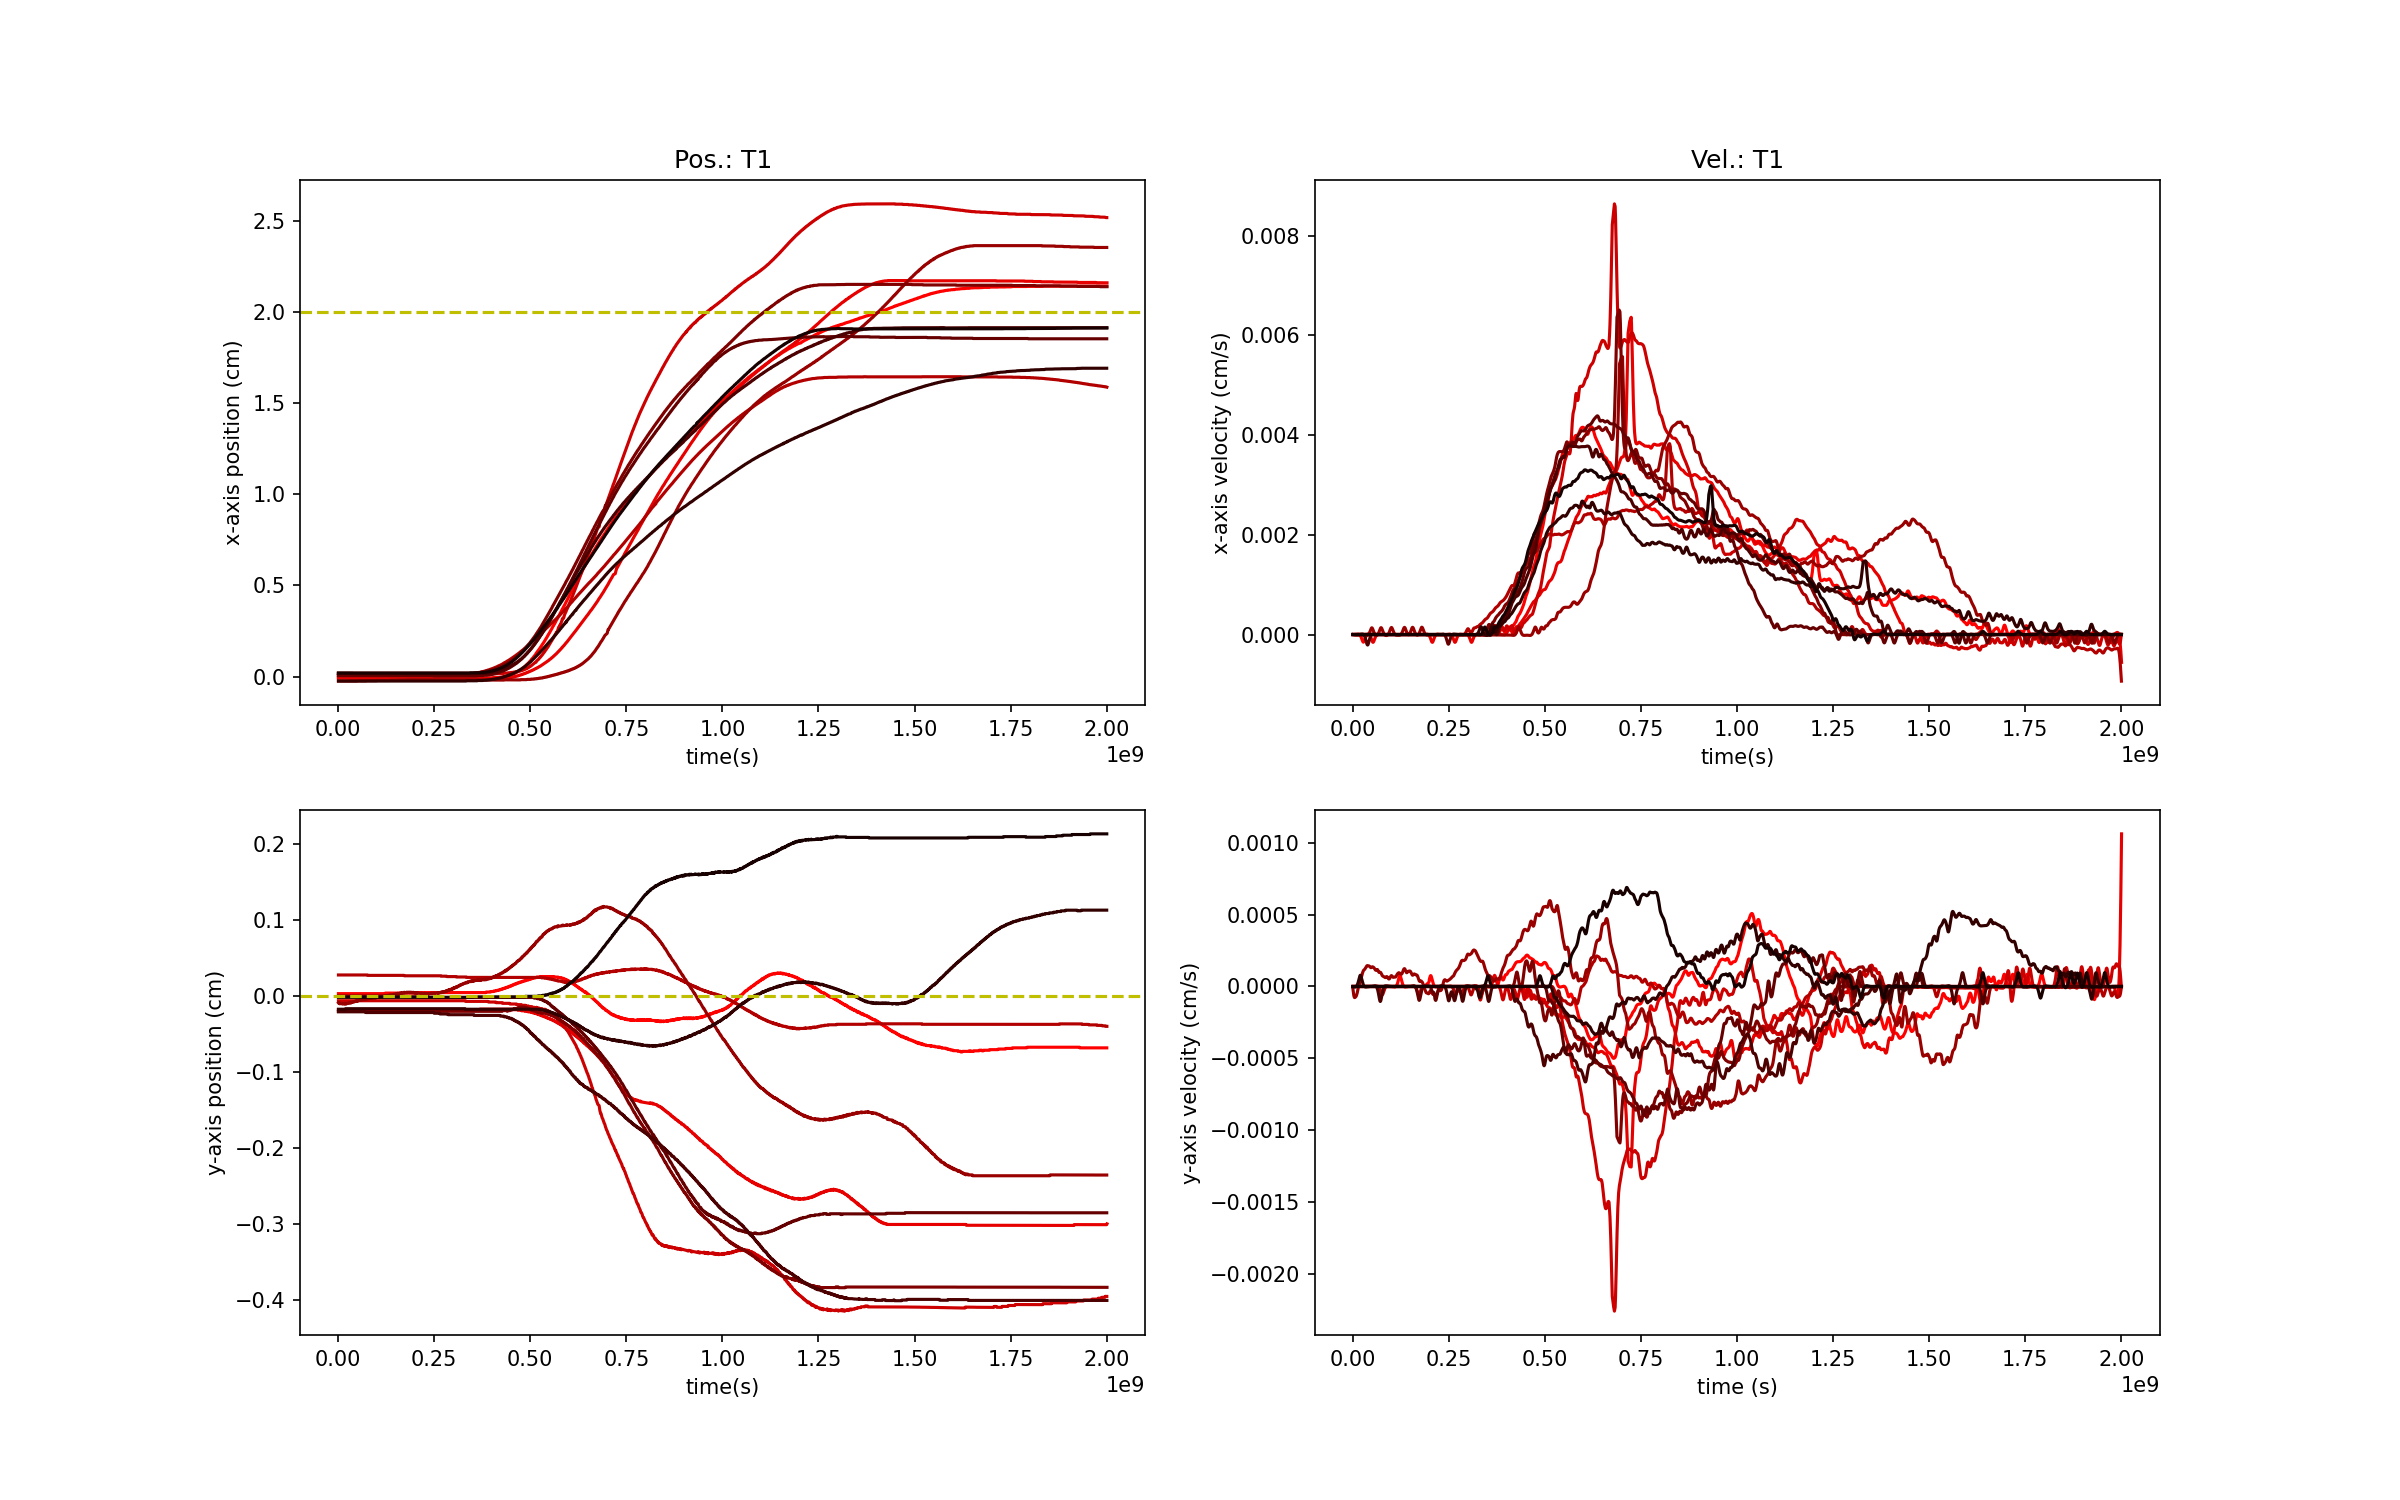 Pos.: T1
2.5
2.0
1.5
1.0
0.5
0.0
x-axis position (cm)
0.00 0.25 0.50 0.75 1.00 1.25 1.50 1.75 2.00
time(s)
1e9
Vel.: T1
0.008
0.006
0.004
0.002
0.000
x-axis velocity (cm/s)
0.00 0.25 0.50 0.75 1.00 1.25 1.50 1.75 2.00
time(s)
1e9
0.2
0.1
0.0
−0.1
−0.2
−0.3
−0.4
y-axis position (cm)
0.00 0.25 0.50 0.75 1.00 1.25 1.50 1.75 2.00
time(s)
1e9
0.0010
0.0005
0.0000
−0.0005
−0.0010
−0.0015
−0.0020
y-axis velocity (cm/s)
0.00 0.25 0.50 0.75 1.00 1.25 1.50 1.75 2.00
time (s)
1e9